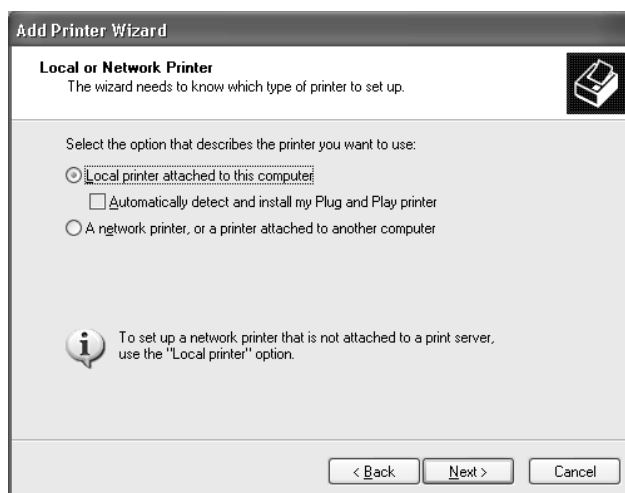 Add Printer Wizard
Local or Network Printer
The wizard needs to know which type of printer to set up.
Select the option that describes the printer you want to use:
Local printer attached to this computer
Automatically detect and install my Plug and Play printer
A network printer, or a printer attached to another computer
To set up a network printer that is not attached to a print server,
use the "Local printer" option.
< Back
Next >
Cancel